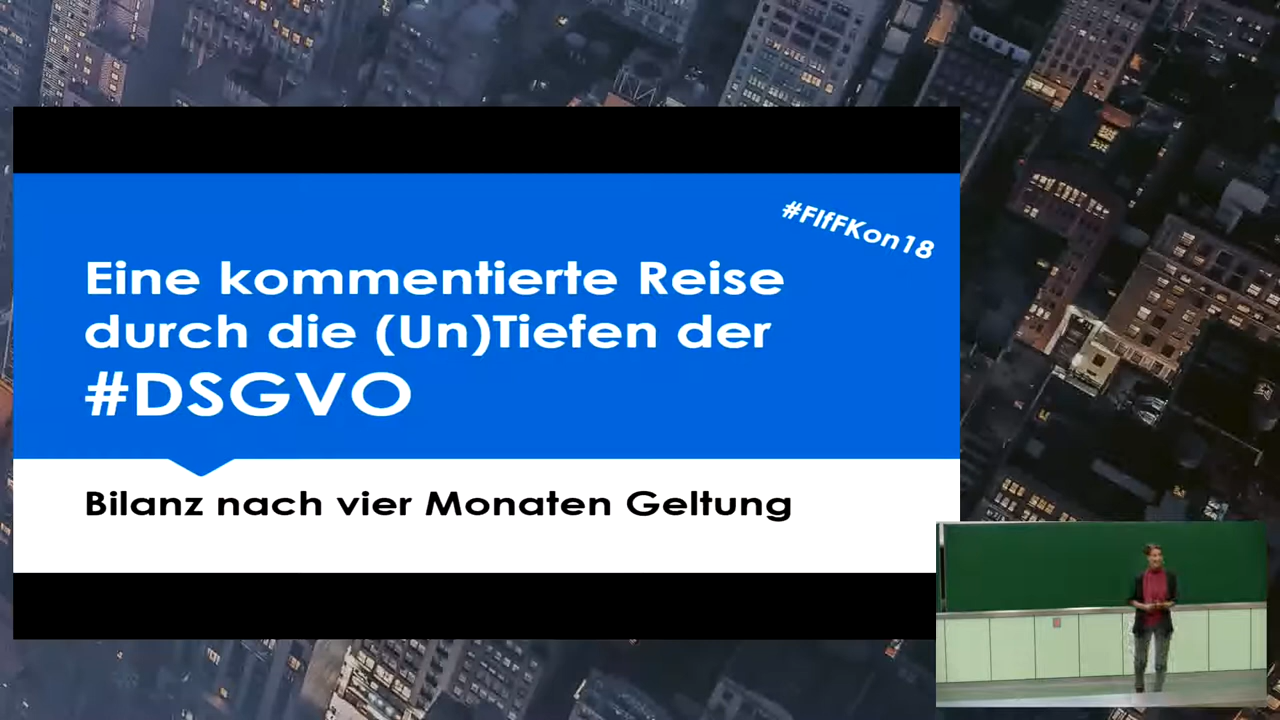 #FIfFKon18
Eine kommentierte Reise
durch die (Un)Tiefen der
#DSGVO
Bilanz nach vier Monaten Geltung